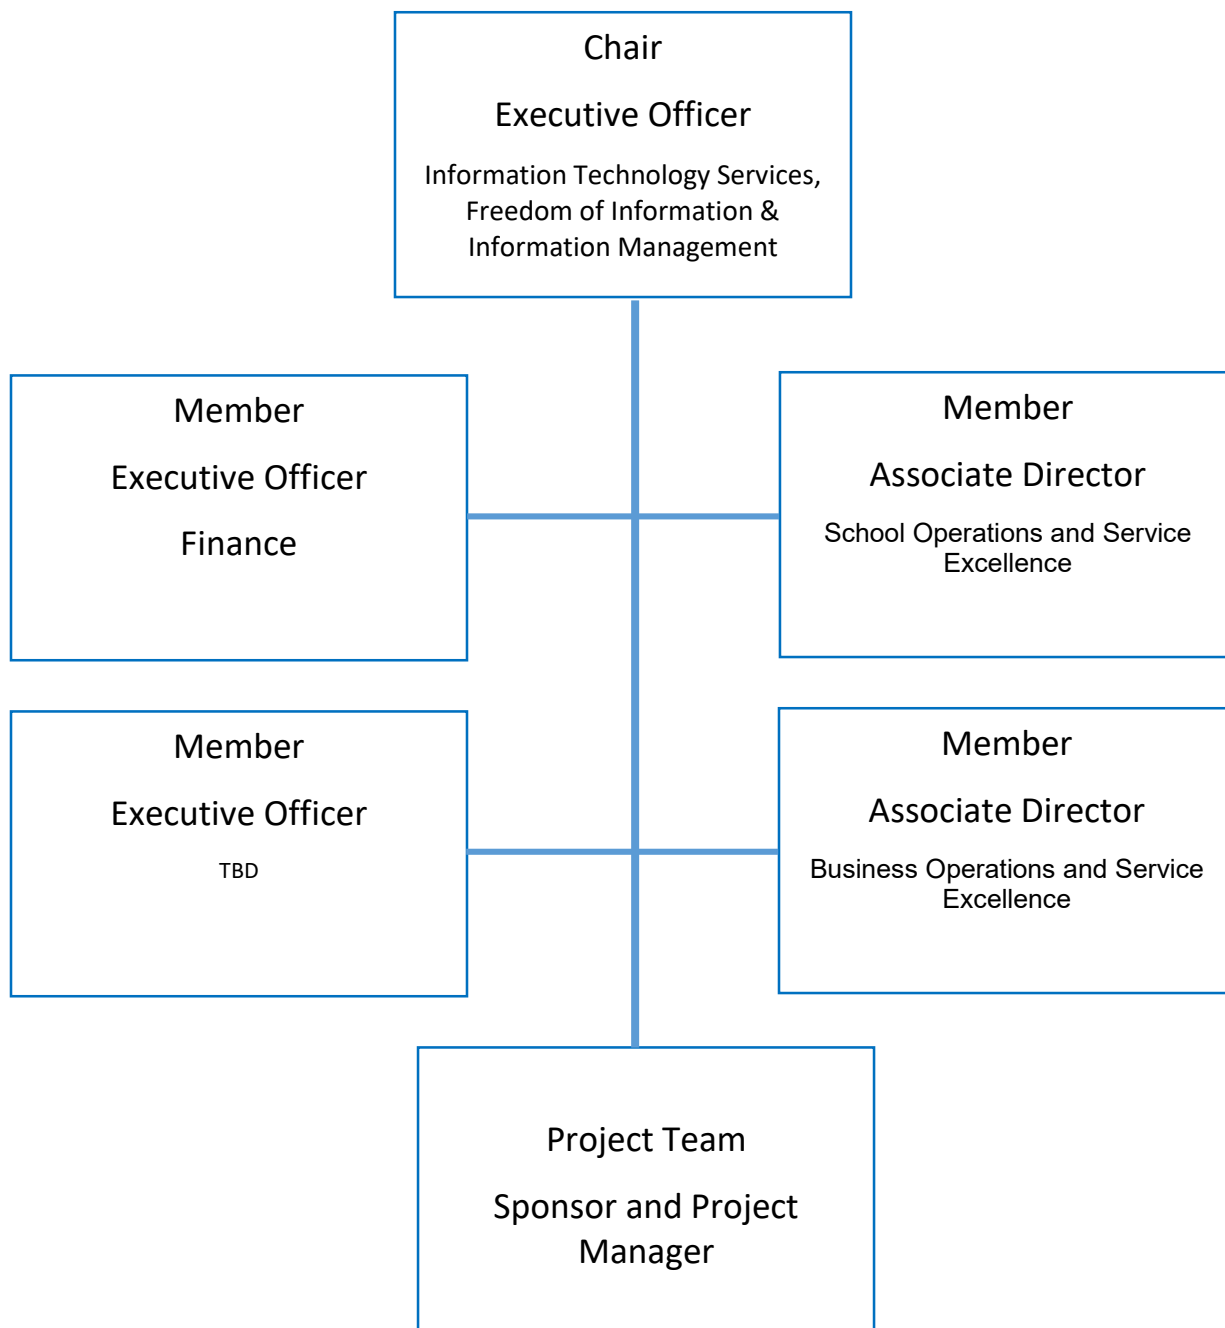 Chair
Executive Officer
Information Technology Services,
Freedom of Information &
Information Management
Member
Executive Officer
Finance
Member
Associate Director
School Operations and Service
Excellence
Member
Executive Officer
TBD
Member
Associate Director
Business Operations and Service
Excellence
Project Team
Sponsor and Project
Manager